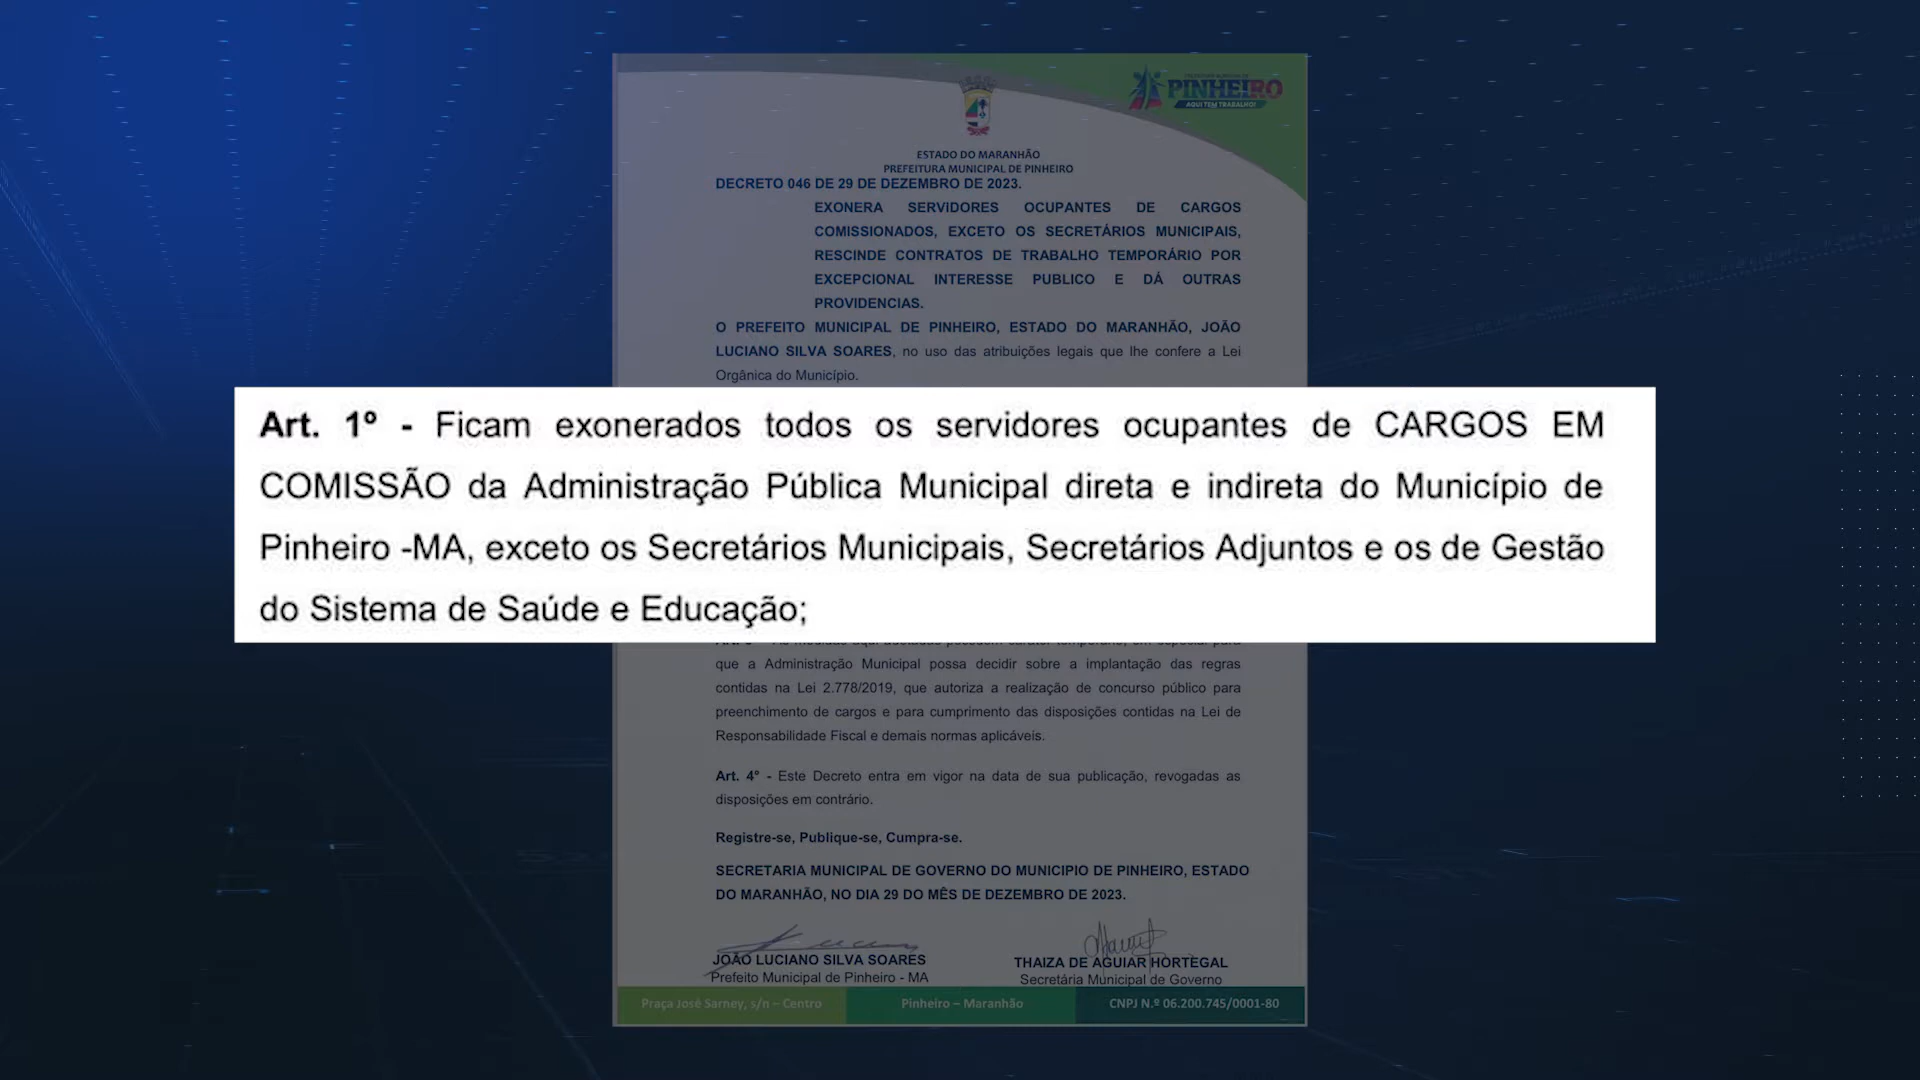 PINHEIRO
AQUI TEM TRABALHO!
ESTADO DO MARANHÃO
PREFEITURA MUNICIPAL DE PINHEIRO
DECRETO 046 DE 29 DE DEZEMBRO DE 2023.
EXONERA SERVIDORES OCUPANTES DE CARGOS
COMISSIONADOS, EXCETO OS SECRETÁRIOS MUNICIPAIS,
RESCINDE CONTRATOS DE TRABALHO TEMPORÁRIO POR
EXCEPCIONAL INTERESSE PUBLICO E DÁ OUTRAS
PROVIDENCIAS.
O PREFEITO MUNICIPAL DE PINHEIRO, ESTADO DO MARANHÃO, JOÃO
LUCIANO SILVA SOARES, no uso das atribuições legais que lhe confere a Lei
Orgânica do Município.
Art. 1º - Ficam exonerados todos os servidores ocupantes de CARGOS EM
COMISSÃO da Administração Pública Municipal direta e indireta do Município de
Pinheiro -MA, exceto os Secretários Municipais, Secretários Adjuntos e os de Gestão
do Sistema de Saúde e Educação;
que a Administração Municipal possa decidir sobre a implantação das regras
contidas na Lei 2.778/2019, que autoriza a realização de concurso público para
preenchimento de cargos e para cumprimento das disposições contidas na Lei de
Responsabilidade Fiscal e demais normas aplicáveis.
Art. 4º - Este Decreto entra em vigor na data de sua publicação, revogadas as
disposições em contrário.
Registre-se, Publique-se, Cumpra-se.
SECRETARIA MUNICIPAL DE GOVERNO DO MUNICIPIO DE PINHEIRO, ESTADO
DO MARANHÃO, NO DIA 29 DO MÊS DE DEZEMBRO DE 2023.
JOÃO LUCIANO SILVA SOARES
Prefeito Municipal de Pinheiro - MA
THAIZA DE AGUIAR HORTEGAL
Secretária Municipal de Governo
Praça José Sarney, s/n – Centro
Pinheiro – Maranhão
CNPJ N.º 06.200.745/0001-80